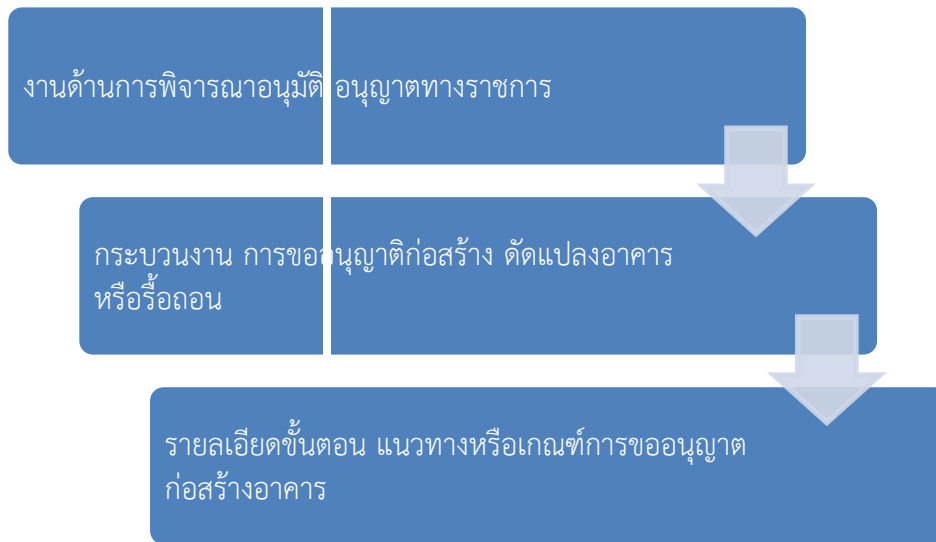 งานด้านการพิจารณาอนุมัติ อนุญาตทางราชการ
กระบวนงาน การขออนุญาติก่อสร้าง ดัดแปลงอาคาร
หรือรื้อถอน
รายลเอียดขั้นตอน แนวทางหรือเกณฑ์การขออนุญาต
ก่อสร้างอาคาร